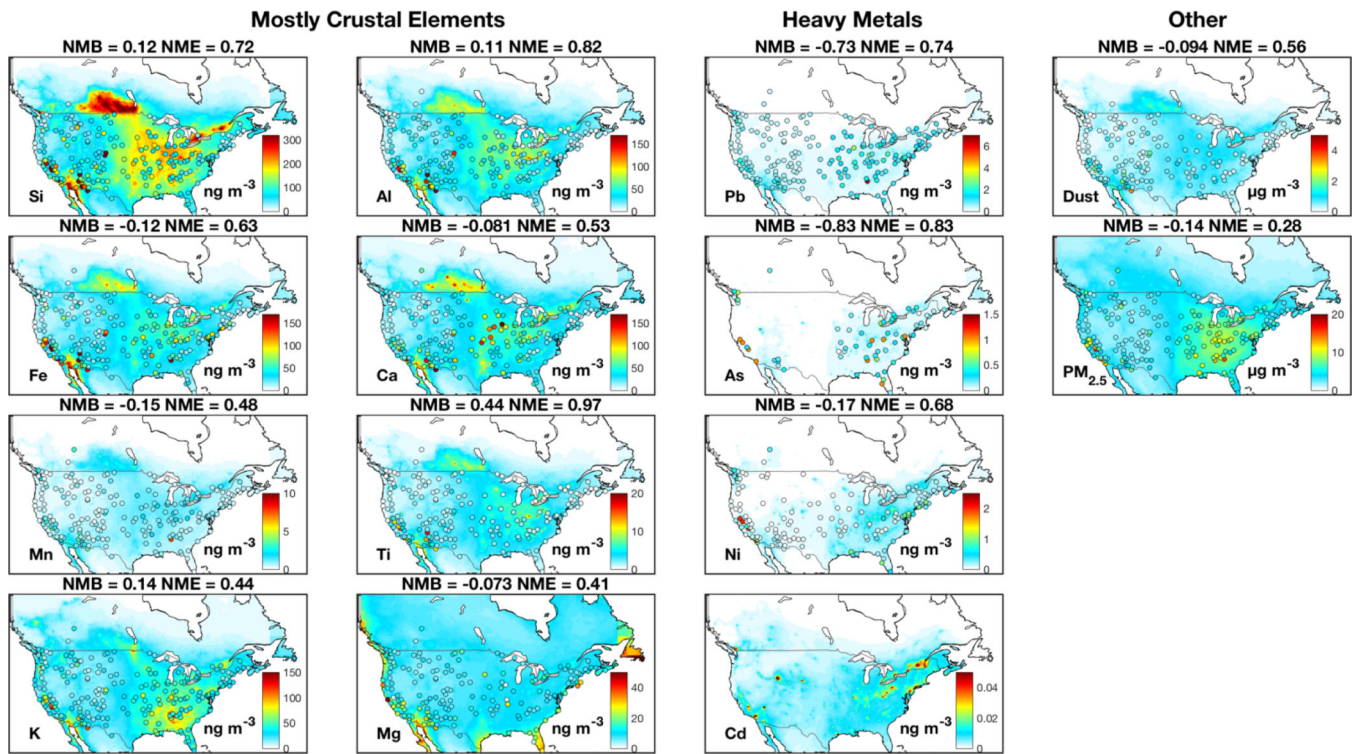 Mostly Crustal Elements
Heavy Metals
Other
NMB = 0.12 NME = 0.72
NMB = 0.11 NME = 0.82
NMB = -0.73 NME = 0.74
NMB = -0.094 NME = 0.56
Si
300
200
100
0
ng m-3
Al
150
100
50
0
ng m-3
Pb
6
4
2
0
ng m-3
Dust
4
2
0
µg m-3
NMB = -0.12 NME = 0.63
NMB = -0.081 NME = 0.53
NMB = -0.83 NME = 0.83
NMB = -0.14 NME = 0.28
Fe
150
100
50
0
ng m-3
Ca
150
100
50
0
ng m-3
As
1.5
1
0.5
0
ng m-3
PM2.5
20
10
0
µg m-3
NMB = -0.15 NME = 0.48
NMB = 0.44 NME = 0.97
NMB = -0.17 NME = 0.68
Mn
10
5
0
ng m-3
Ti
20
10
0
ng m-3
Ni
2
1
0
ng m-3
NMB = 0.14 NME = 0.44
NMB = -0.073 NME = 0.41
K
150
100
50
0
ng m-3
Mg
40
20
0
ng m-3
Cd
0.04
0.02
0
ng m-3